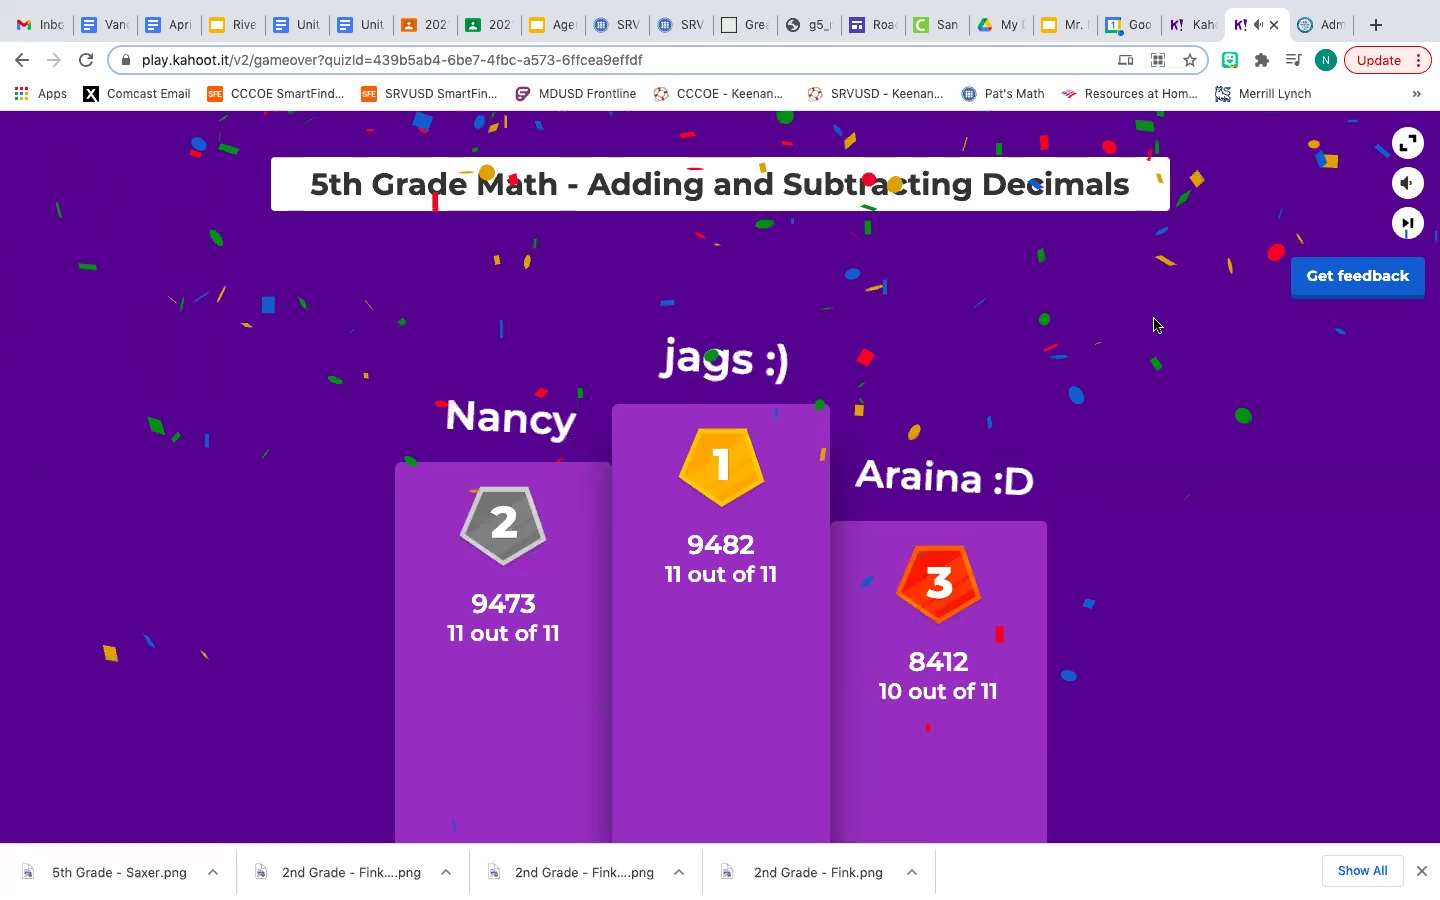 Inbo
Van
Apri
Rive
Unit
Unit
202
202
Age
SRV
SRV
Grea
g5_r
Roa
San
My
Mr.
Goo
Kah
Adm
play.kahoot.it/v2/gameover?quizId=439b5ab4-6be7-4fbc-a573-6ffcea9effdf
N
Update
Apps
Comcast Email
CCCOE SmartFind...
SRVUSD SmartFin...
MDUSD Frontline
CCCOE - Keenan...
SRVUSD - Keenan...
Pat's Math
Resources at Hom...
Merrill Lynch
5th Grade Math - Adding and Subtracting Decimals
Get feedback
jags :)
Nancy
Araina :D
1
9482
11 out of 11
2
9473
11 out of 11
3
8412
10 out of 11
5th Grade - Saxer.png
2nd Grade - Fink....png
2nd Grade - Fink....png
2nd Grade - Fink.png
Show All